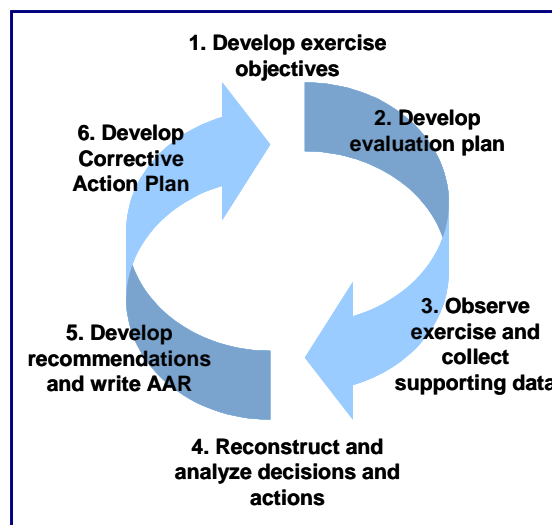 1. Develop exercise
objectives
2. Develop
evaluation plan
3. Observe
exercise and
collect
supporting data
4. Reconstruct and
analyze decisions and
actions
5. Develop
recommendations
and write AAR
6. Develop
Corrective
Action Plan